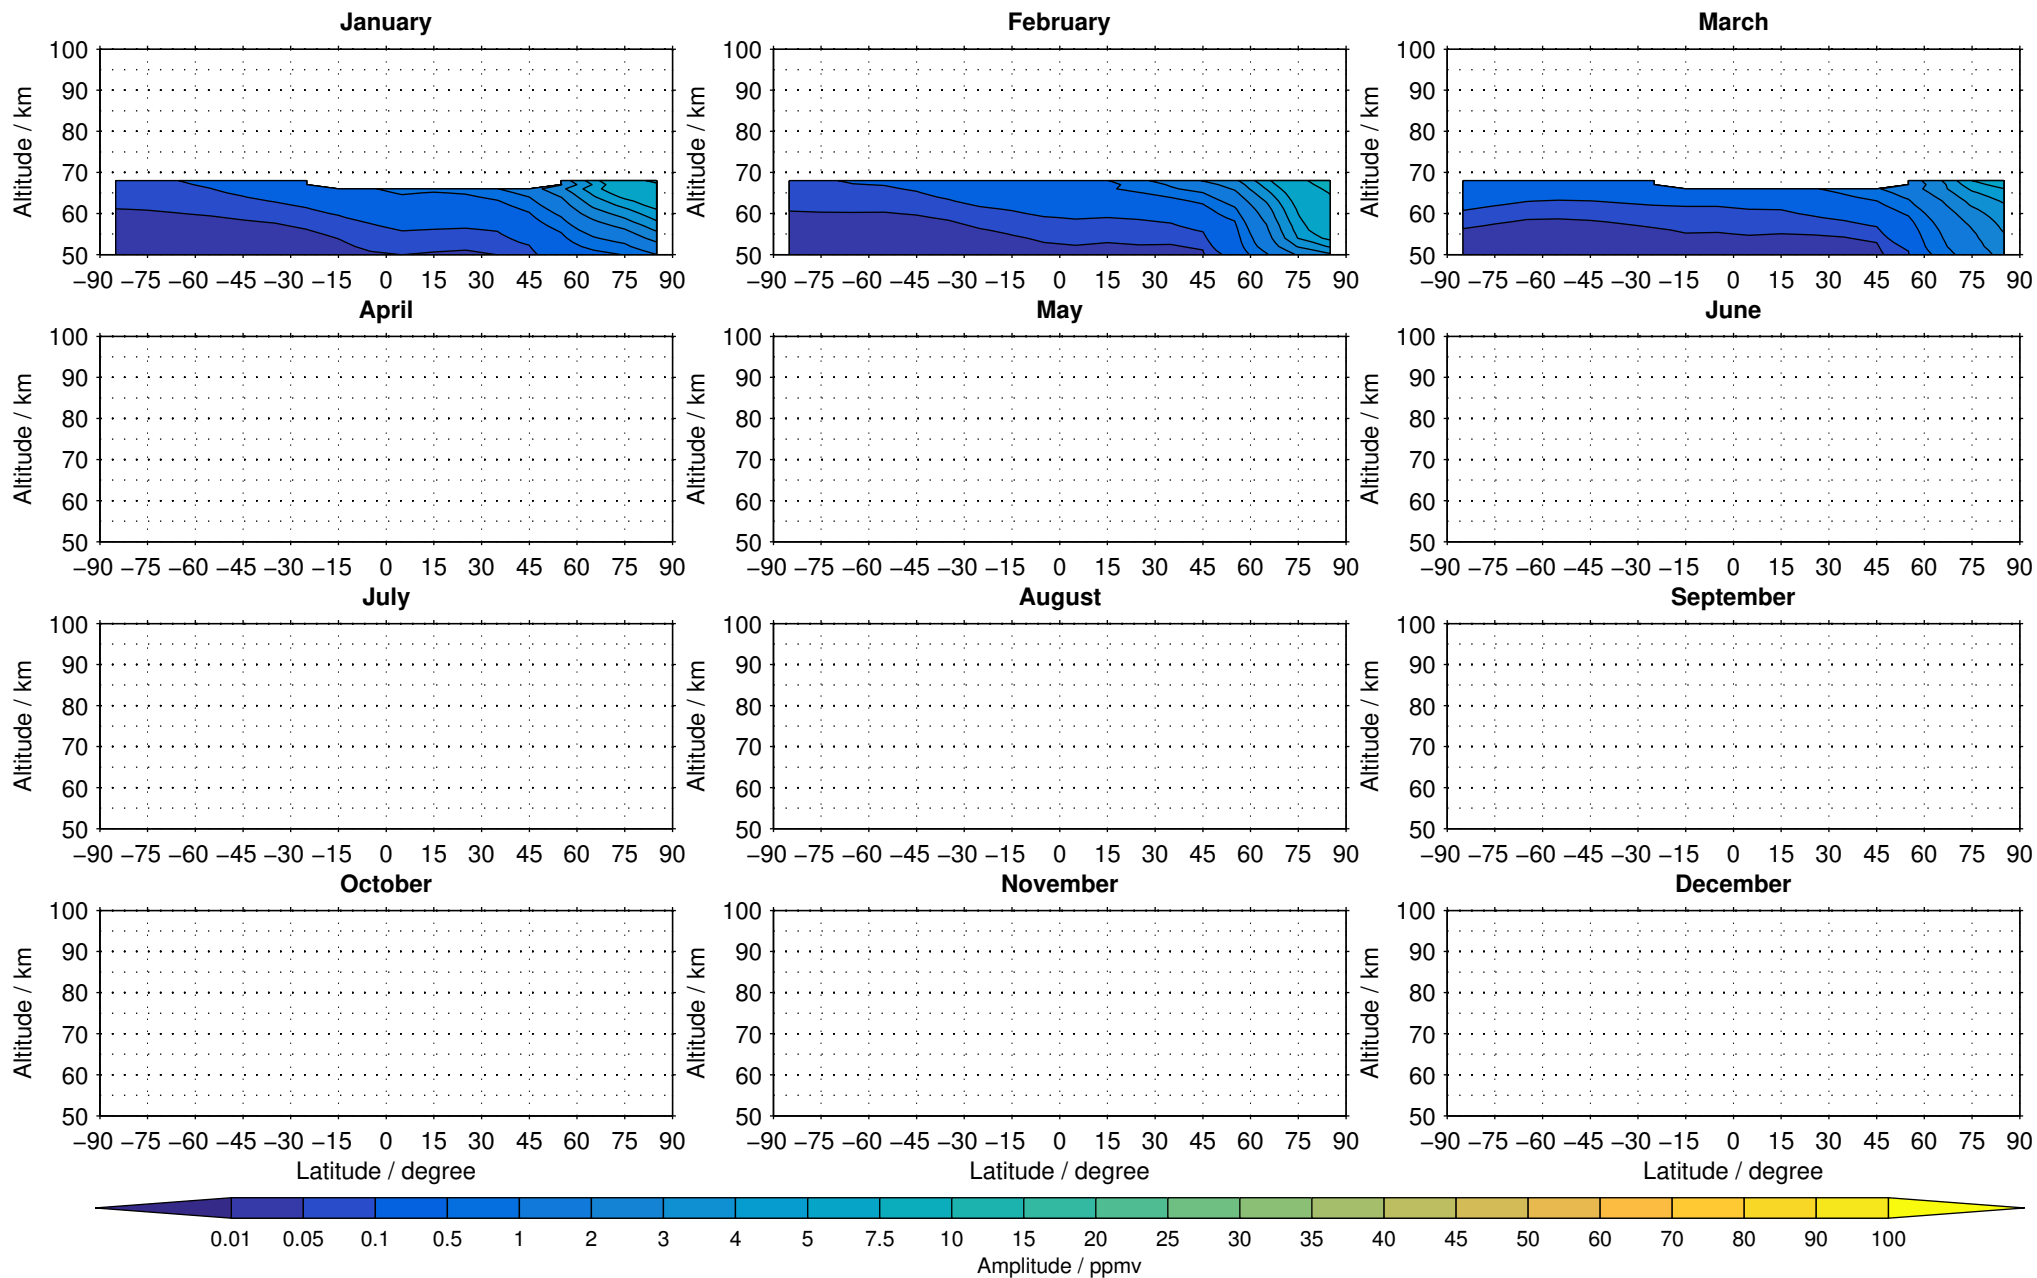 January February March
100 100 100
90 90 90
80 80 80
70 70 70
60 60 60
50 50 50
Altitude / km Altitude / km Altitude / km
−90 −75 −60 −45 −30 −15 0 15 30 45 60 75 90 −90 −75 −60 −45 −30 −15 0 15 30 45 60 75 90 −90 −75 −60 −45 −30 −15 0 15 30 45 60 75 90
April May June
100 100 100
90 90 90
80 80 80
70 70 70
60 60 60
50 50 50
Altitude / km Altitude / km Altitude / km
−90 −75 −60 −45 −30 −15 0 15 30 45 60 75 90 −90 −75 −60 −45 −30 −15 0 15 30 45 60 75 90 −90 −75 −60 −45 −30 −15 0 15 30 45 60 75 90
July August September
100 100 100
90 90 90
80 80 80
70 70 70
60 60 60
50 50 50
Altitude / km Altitude / km Altitude / km
−90 −75 −60 −45 −30 −15 0 15 30 45 60 75 90 −90 −75 −60 −45 −30 −15 0 15 30 45 60 75 90 −90 −75 −60 −45 −30 −15 0 15 30 45 60 75 90
October November December
100 100 100
90 90 90
80 80 80
70 70 70
60 60 60
50 50 50
Altitude / km Altitude / km Altitude / km
−90 −75 −60 −45 −30 −15 0 15 30 45 60 75 90 −90 −75 −60 −45 −30 −15 0 15 30 45 60 75 90 −90 −75 −60 −45 −30 −15 0 15 30 45 60 75 90
Latitude / degree Latitude / degree Latitude / degree
0.01 0.05 0.1 0.5 1 2 3 4 5 7.5 10 15 20 25 30 35 40 45 50 60 70 80 90 100
Amplitude / ppmv